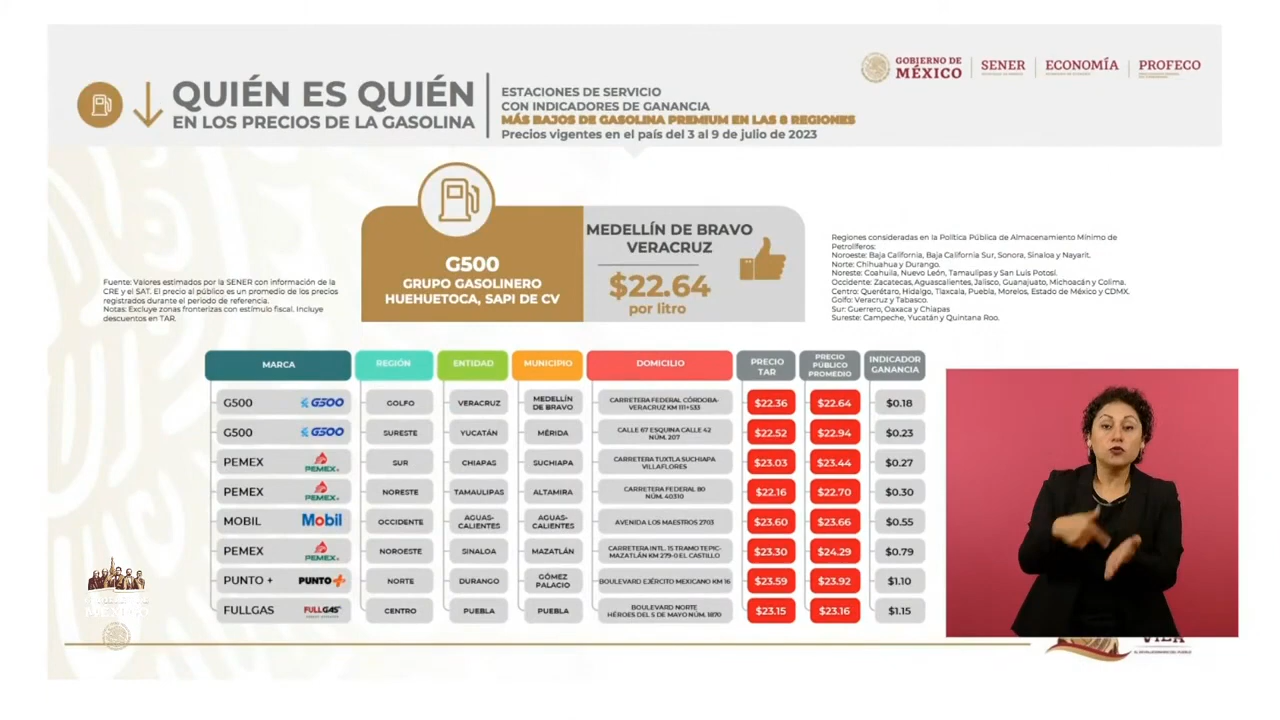 QUIÉN ES QUIÉN
EN LOS PRECIOS DE LA GASOLINA
ESTACIONES DE SERVICIO
CON INDICADORES DE GANANCIA
MÁS BAJOS DE GASOLINA PREMIUM EN LAS 8 REGIONES
Precios vigentes en el país del 3 al 9 de julio de 2023
GOBIERNO DE
MÉXICO
SENER
ECONOMÍA
PROFECO
G500
GRUPO GASOLINERO
HUEHUETOCA, SAPI DE CV
MEDELLÍN DE BRAVO
VERACRUZ
$22.64
por litro
Fuente: Valores estimados por la SENER con información de la
CRE y el SAT. El precio al público es un promedio de los precios
registrados durante el periodo de referencia.
Notas: Excluye zonas fronterizas con estímulo fiscal. Incluye
descuentos en TAR.
Regiones consideradas en la Política Pública de Almacenamiento Mínimo de
Petrolíferos:
Noroeste: Baja California, Baja California Sur, Sonora, Sinaloa y Nayarit.
Norte: Chihuahua y Durango.
Noreste: Coahuila, Nuevo León, Tamaulipas y San Luis Potosí.
Occidente: Zacatecas, Aguascalientes, Jalisco, Guanajuato, Michoacán y Colima.
Centro: Querétaro, Hidalgo, Tlaxcala, Puebla, Morelos, Estado de México y CDMX.
Golfo: Veracruz y Tabasco.
Sur: Guerrero, Oaxaca y Chiapas
Sureste: Campeche, Yucatán y Quintana Roo.
MARCA REGIÓN ENTIDAD MUNICIPIO DOMICILIO PRECIO TAR PRECIO PÚBLICO PROMEDIO INDICADOR GANANCIA
G500 G500 GOLFO VERACRUZ MEDELLÍN DE BRAVO CARRETERA FEDERAL CÓRDOBA-VERACRUZ KM 111+533 $22.36 $22.64 $0.18
G500 G500 SURESTE YUCATÁN MÉRIDA CALLE 67 ESQUINA CALLE 42 NÚM. 207 $22.52 $22.94 $0.23
PEMEX PEMEX SUR CHIAPAS SUCHIAPA CARRETERA TUXTLA SUCHIAPA VILLAFLORES $23.03 $23.44 $0.27
PEMEX PEMEX NORESTE TAMAULIPAS ALTAMIRA CARRETERA FEDERAL 80 NÚM. 40310 $22.16 $22.70 $0.30
MOBIL Mobil OCCIDENTE AGUAS-CALIENTES AGUAS-CALIENTES AVENIDA LOS MAESTROS 2703 $23.60 $23.66 $0.55
PEMEX PEMEX NOROESTE SINALOA MAZATLÁN CARRETERA INTL. 15 TRAMO TEPIC-MAZATLÁN KM 279-0 EL CASTILLO $23.30 $24.29 $0.79
PUNTO + PUNTO+ NORTE DURANGO GÓMEZ PALACIO BOULEVARD EJÉRCITO MEXICANO KM 16 $23.59 $23.92 $1.10
FULLGAS FULLGAS CENTRO PUEBLA PUEBLA BOULEVARD NORTE HÉROES DEL 5 DE MAYO NÚM. 1870 $23.15 $23.16 $1.15
MÉXICO
VILLA